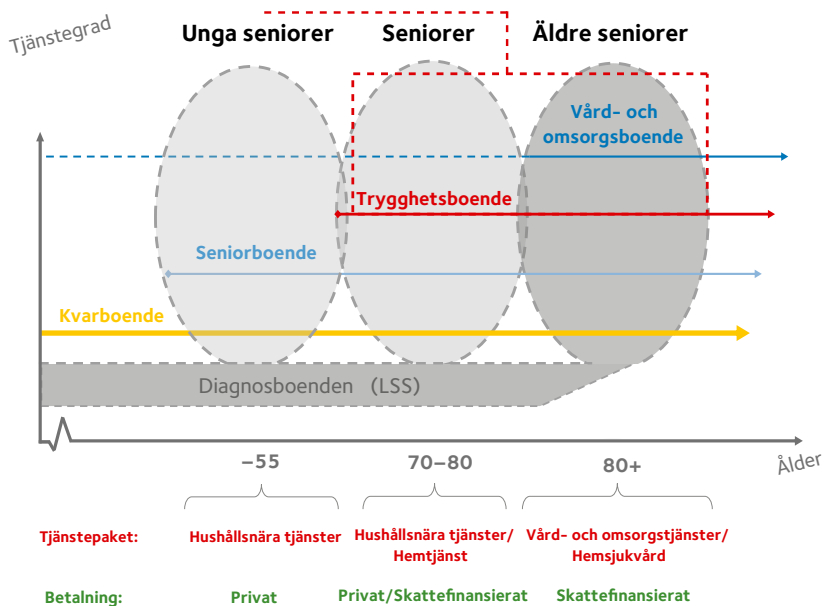 Tjänstegrad
Unga seniorer
Seniorer
Äldre seniorer
Vård- och
omsorgsboende
Trygghetsboende
Seniorboende
Kvarboende
Diagnosboenden (LSS)
–55
70–80
80+
Ålder
Tjänstepaket:
Hushållsnära tjänster
Hushållsnära tjänster/
Hemtjänst
Vård- och omsorgstjänster/
Hemsjukvård
Betalning:
Privat
Privat/Skattefinansierat
Skattefinansierat